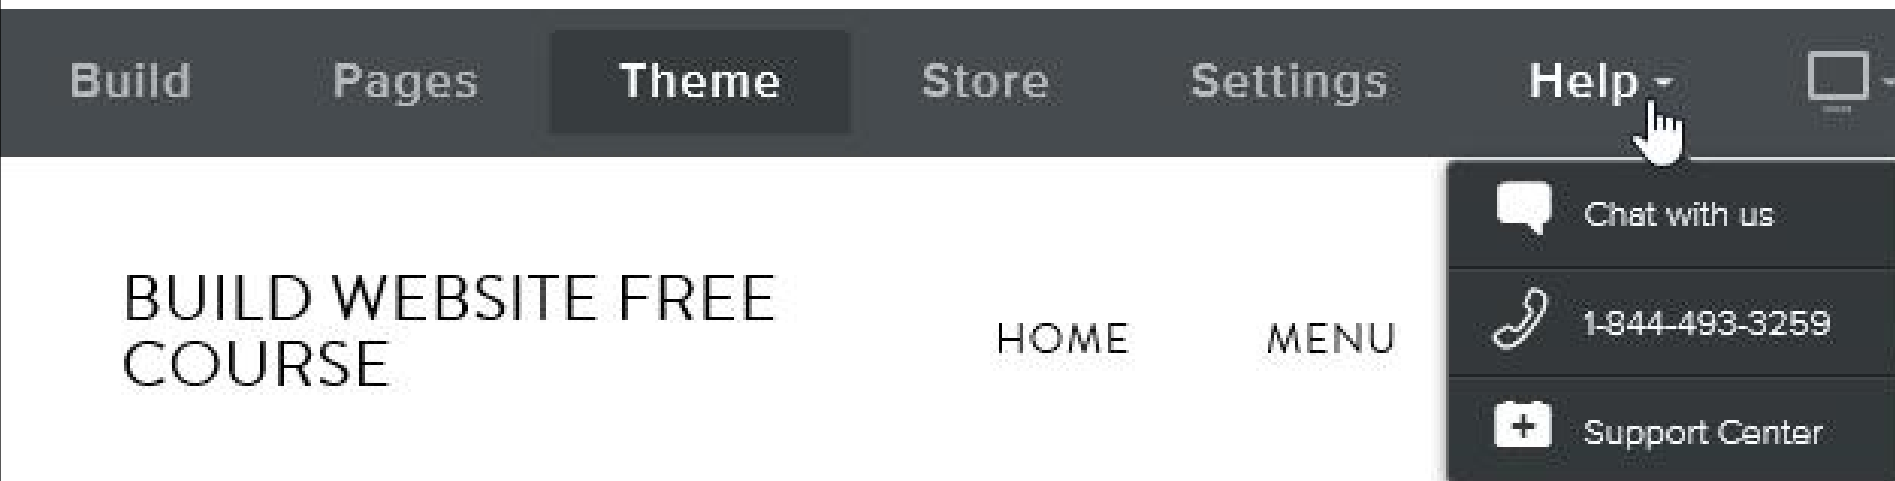 Build Pages Theme Store Settings Help
Chat with us
BUILD WEBSITE FREE
COURSE
HOME MENU
1-844-493-3259
Support Center